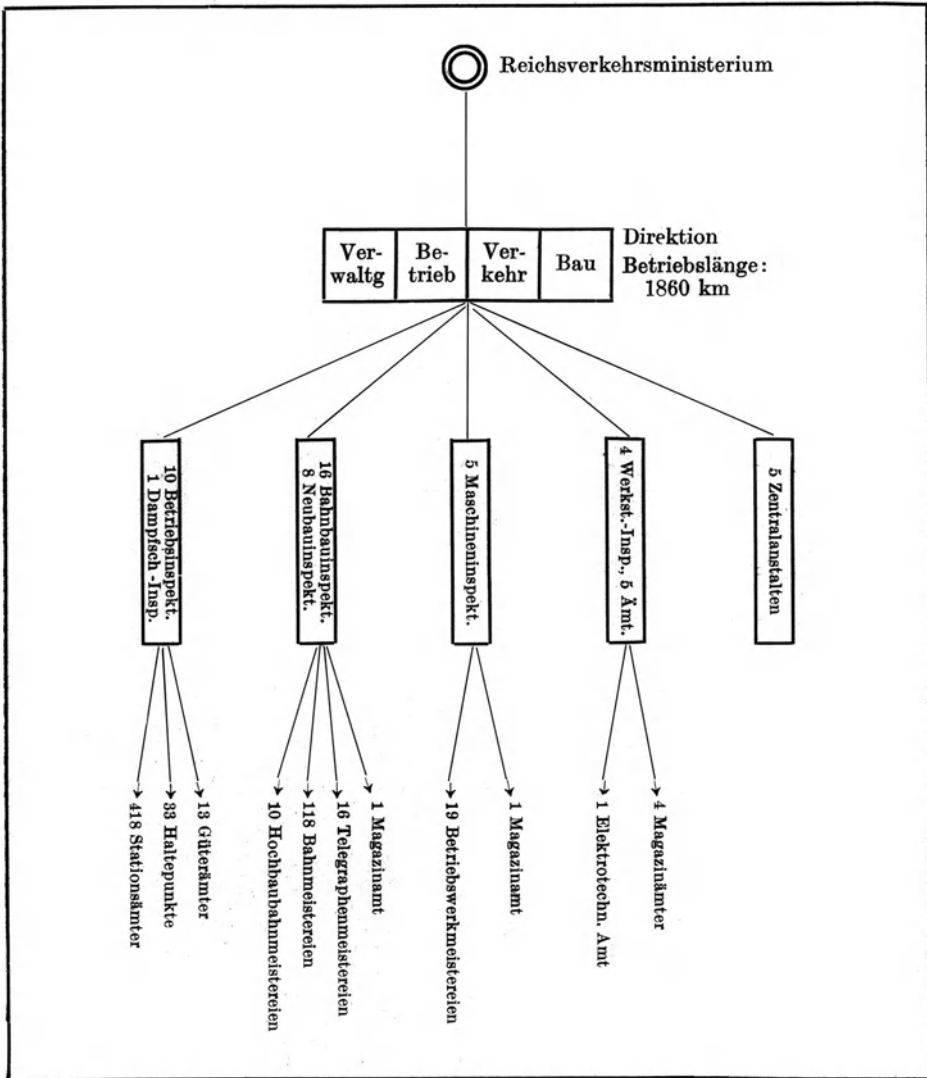 Reichsverkehrsministerium
Ver-
waltg
Be-
trieb
Ver-
kehr
Bau
Direktion
Betriebslänge:
1860 km
10 Betriebsinspekt.
1 Dampfsch-Insp.
16 Bahnbauinspekt.
8 Neubauinspekt.
5 Maschineninspekt.
4 Werkst.-Insp., 5 Ämt.
5 Zentralanstalten
418 Stationsämter
33 Haltepunkte
13 Güterämter
10 Hochbaubahnmeistereien
118 Bahnmeistereien
16 Telegraphenmeistereien
1 Magazinamt
19 Betriebswerkmeistereien
1 Magazinamt
1 Elektrotechn. Amt
4 Magazinämter